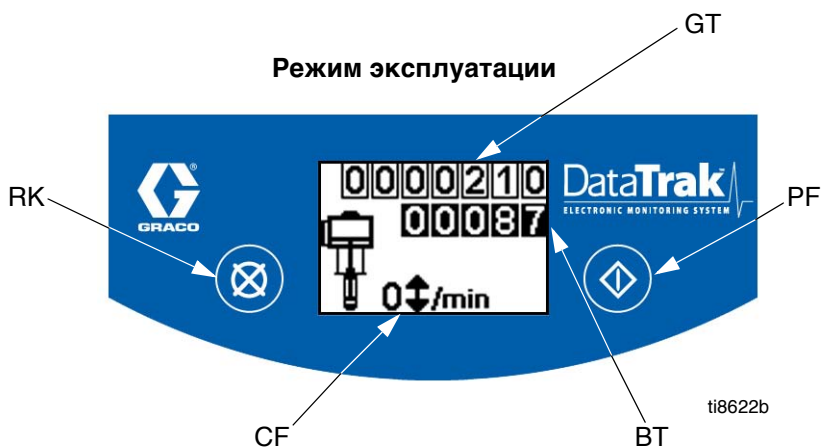 GT
Режим эксплуатации
0000210
DataTrak
ELECTRONIC MONITORING SYSTEM
00087
GRACO
RK
PF
0/min
CF
BT
ti8622b